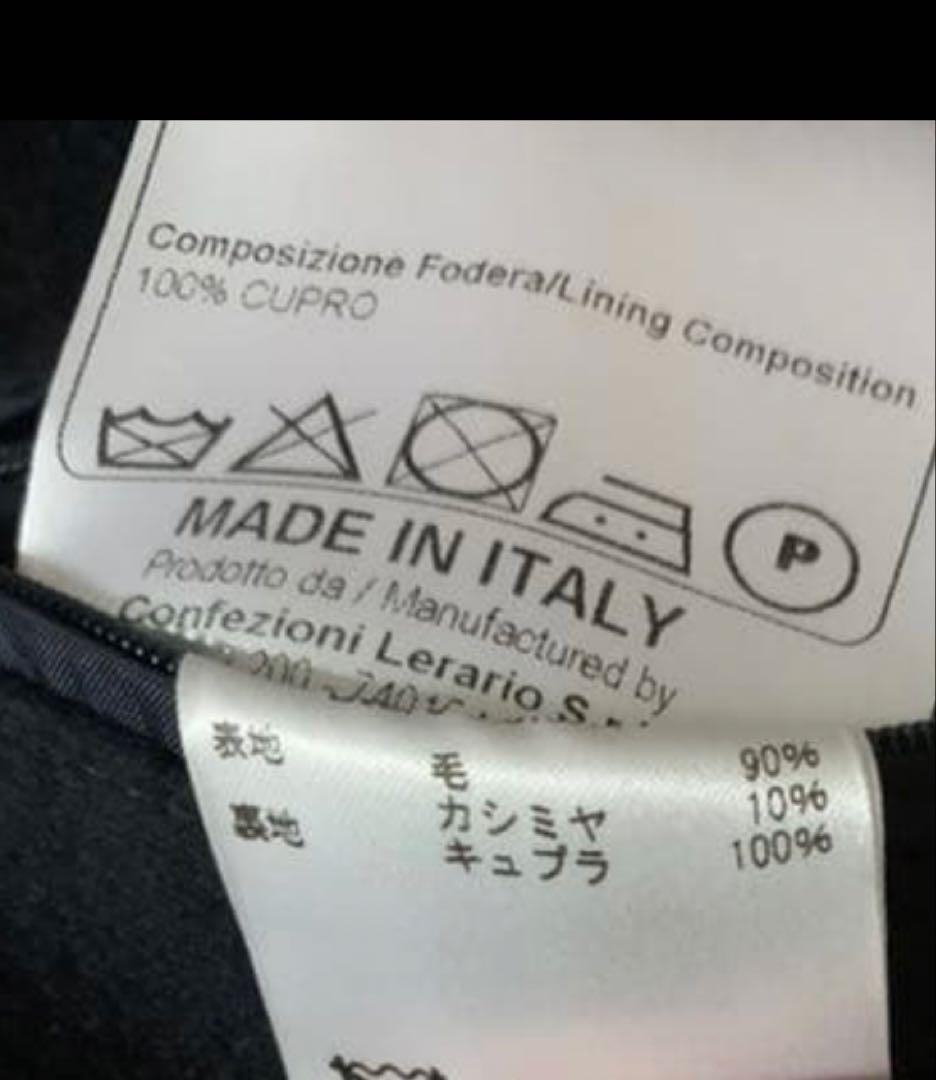 Composizione Fodera/Lining Composition
100% CUPRO
P
MADE IN ITALY
Prodotto da / Manufactured by
Confezioni Lerario
表地 毛 90%
カシミヤ 10%
裏地 キュプラ 100%